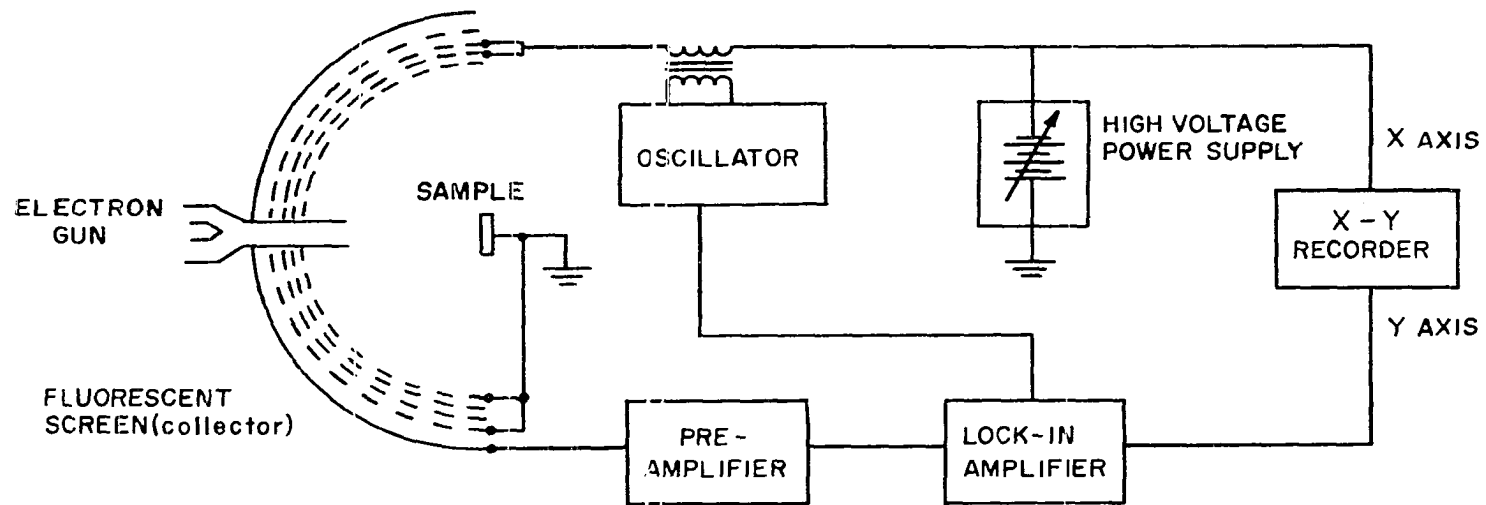 ELECTRON
GUN
SAMPLE
OSCILLATOR
HIGH VOLTAGE
POWER SUPPLY
X AXIS
X-Y
RECORDER
Y AXIS
FLUORESCENT
SCREEN(collector)
PRE-
AMPLIFIER
LOCK-IN
AMPLIFIER